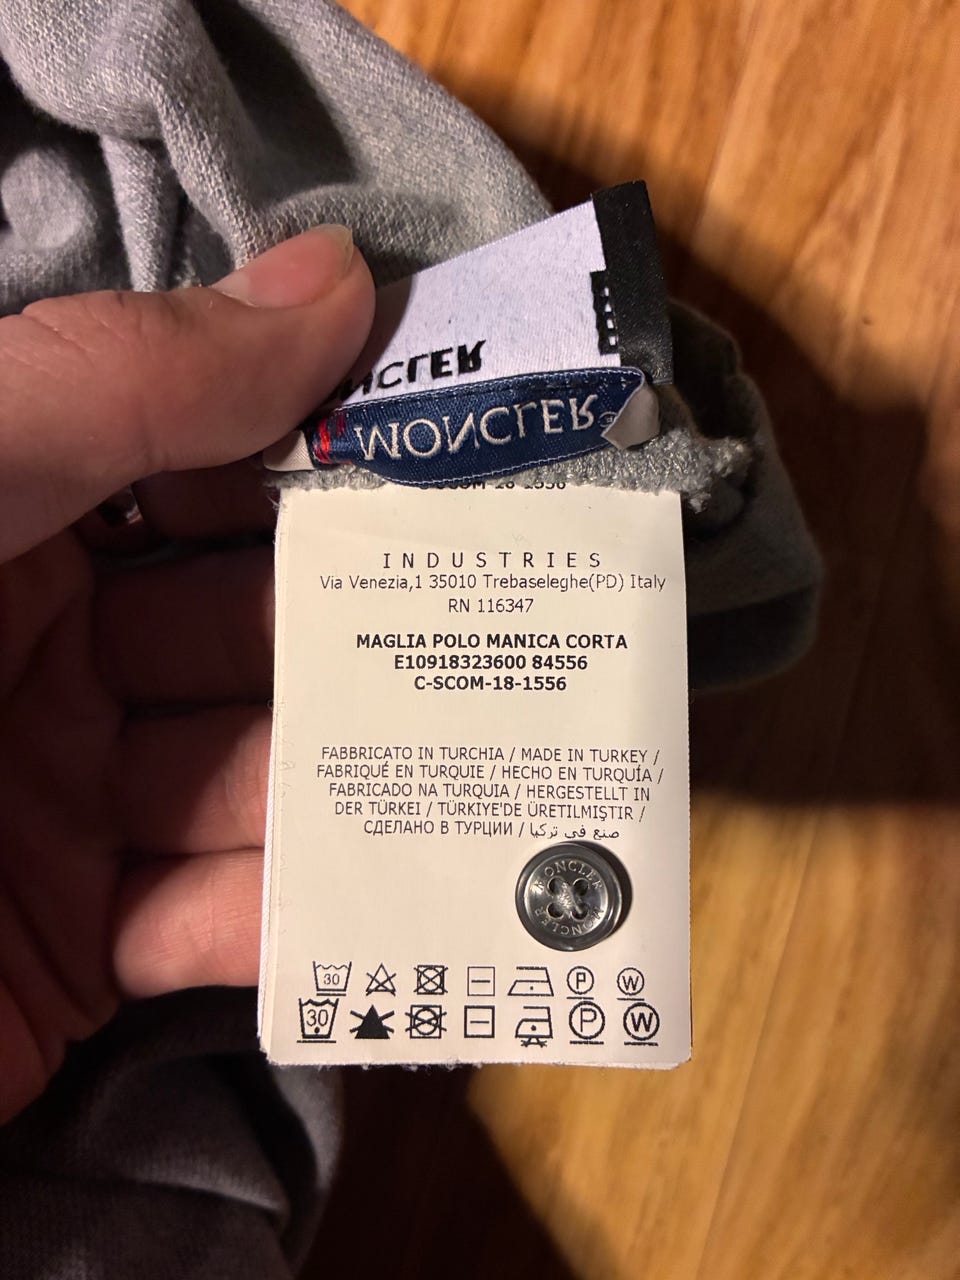 NCLER
MONCLER
C-SCOM-18-1556
INDUSTRIES
Via Venezia,1 35010 Trebaseleghe(PD) Italy
RN 116347
MAGLIA POLO MANICA CORTA
E10918323600 84556
C-SCOM-18-1556
FABBRICATO IN TURCHIA / MADE IN TURKEY /
FABRIQUÉ EN TURQUIE / HECHO EN TURQUÍA /
FABRICADO NA TURQUIA / HERGESTELLT IN
DER TÜRKEI / TÜRKIYE'DE ÜRETILMIŞTIR /
СДЕЛАНО В ТУРЦИИ / صنع في تركيا
MONCLER MONCLER
30 P W
30 P W